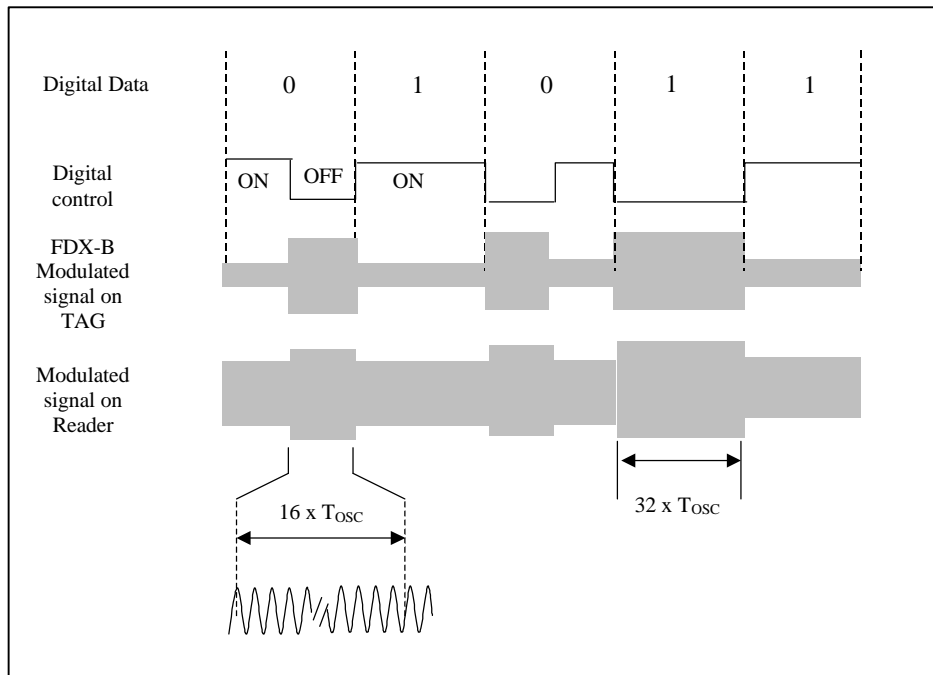 Digital Data 0 1 0 1 1
Digital
control
ON OFF ON
FDX-B
Modulated
signal on
TAG
Modulated
signal on
Reader
16 x TOSC
32 x TOSC